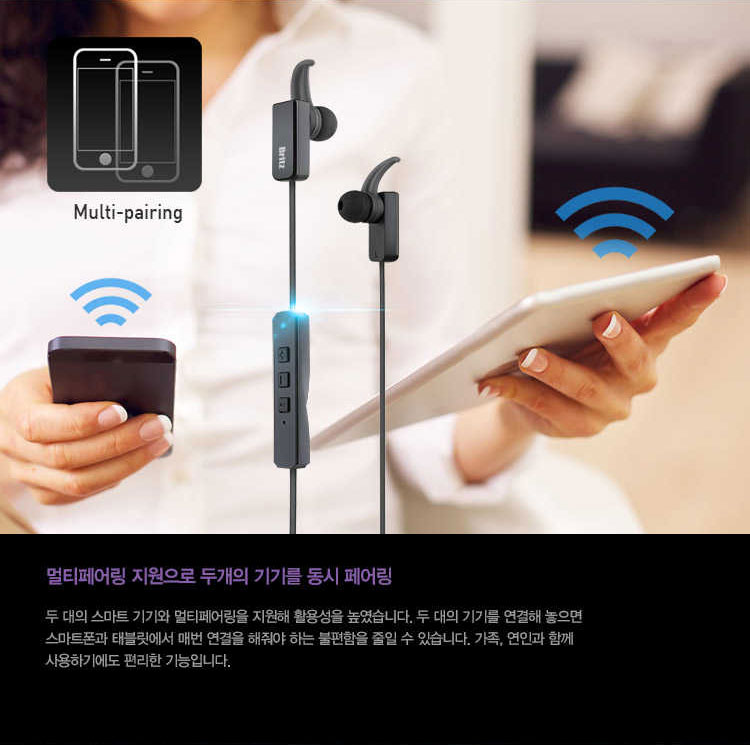 Britz
Multi-pairing
멀티페어링 지원으로 두개의 기기를 동시 페어링
두 대의 스마트 기기와 멀티페어링을 지원해 활용성을 높였습니다. 두 대의 기기를 연결해 놓으면
스마트폰과 태블릿에서 매번 연결을 해줘야 하는 불편함을 줄일 수 있습니다. 가족, 연인과 함께
사용하기에도 편리한 기능입니다.